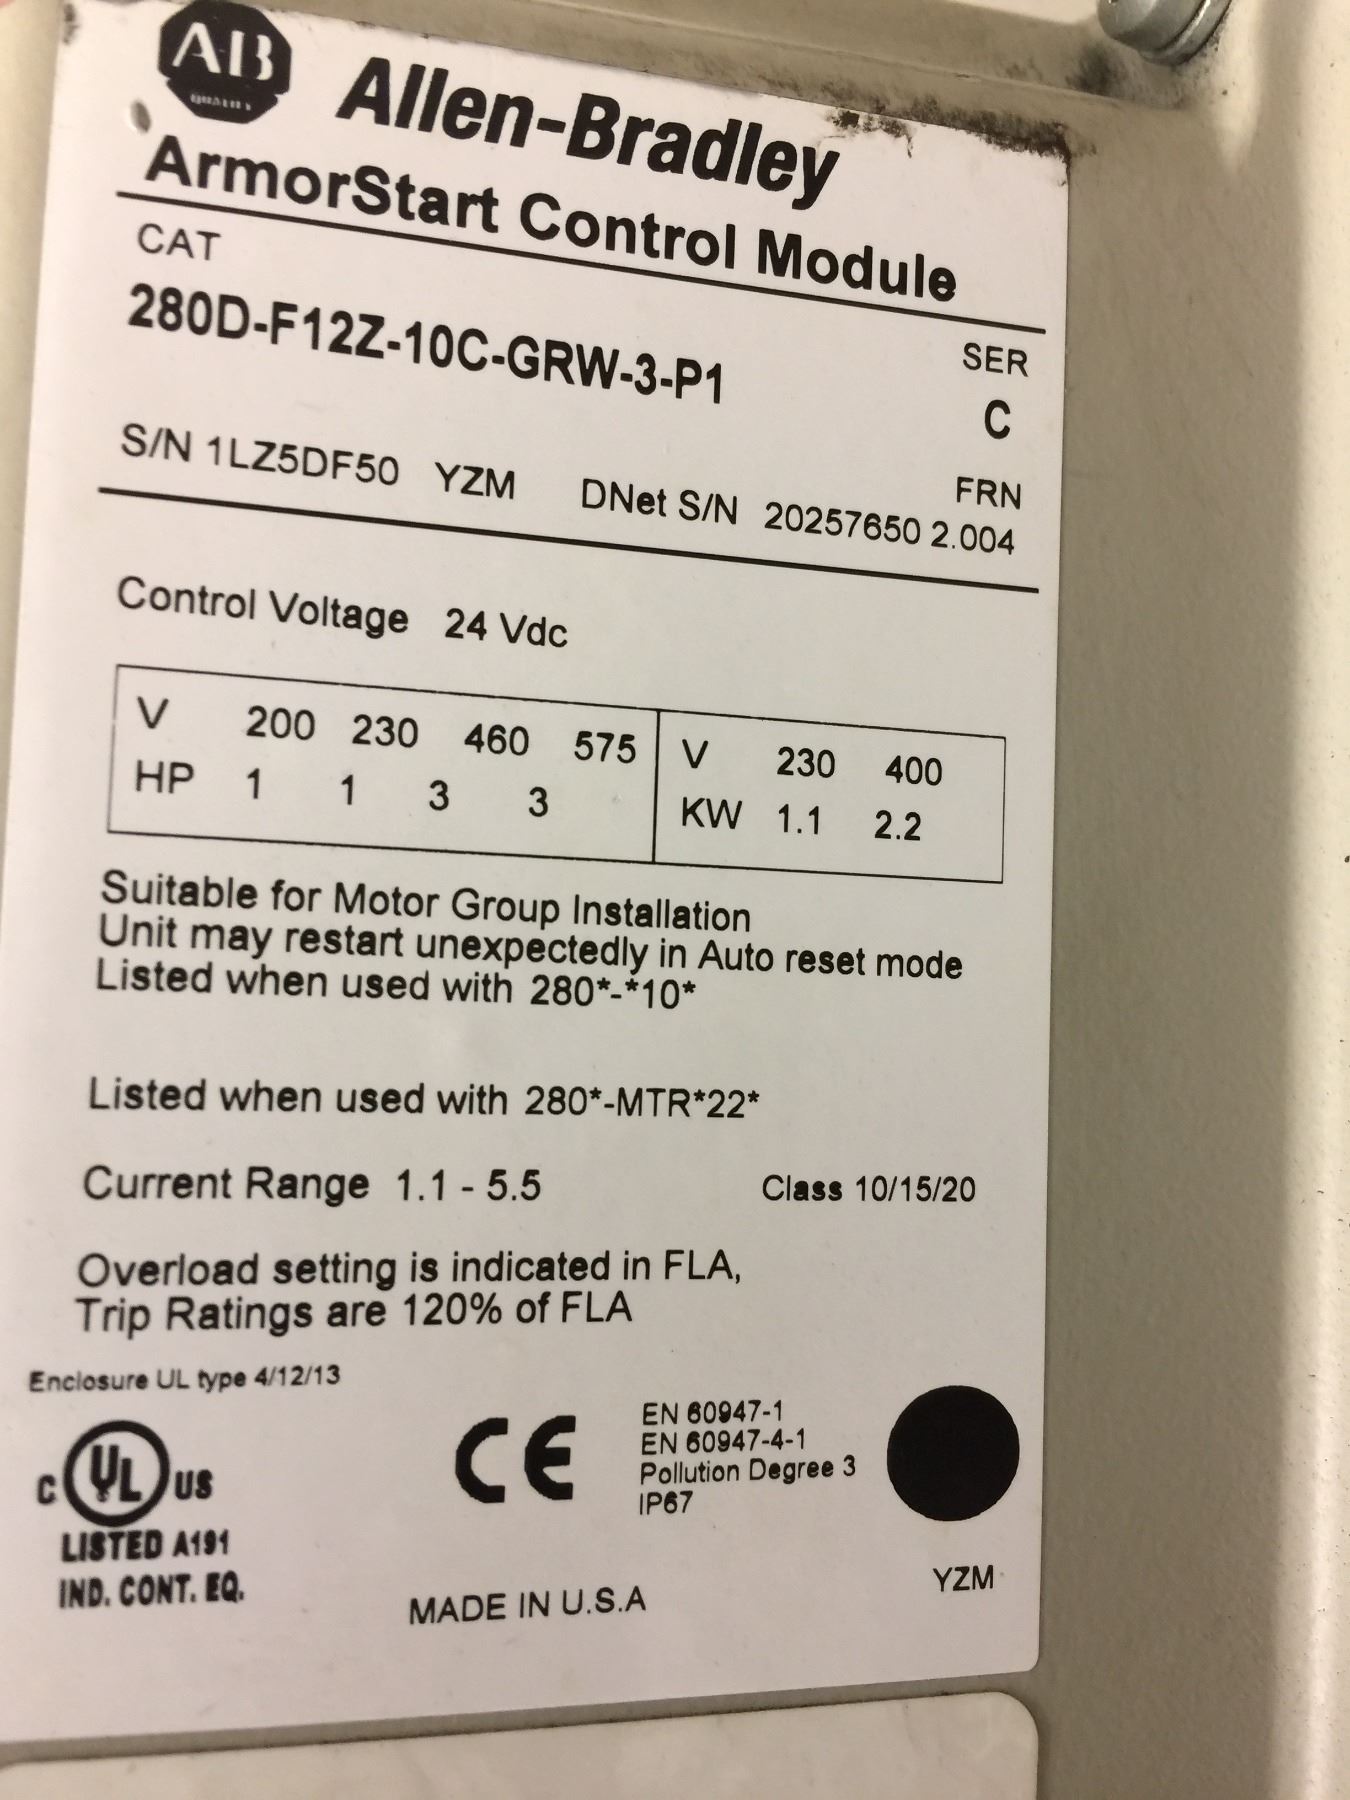 AB
QUALITY
Allen-Bradley
ArmorStart Control Module
CAT
280D-F12Z-10C-GRW-3-P1
SER
C
S/N 1LZ5DF50 YZM DNet S/N 20257650
FRN
2.004
Control Voltage 24 Vdc
V 200 230 460 575
HP 1 1 3 3
V 230 400
KW 1.1 2.2
Suitable for Motor Group Installation
Unit may restart unexpectedly in Auto reset mode
Listed when used with 280*-*10*
Listed when used with 280*-MTR*22*
Current Range 1.1 - 5.5 Class 10/15/20
Overload setting is indicated in FLA,
Trip Ratings are 120% of FLA
Enclosure UL type 4/12/13
C UL US
LISTED A191
IND. CONT. EQ.
CE
EN 60947-1
EN 60947-4-1
Pollution Degree 3
IP67
MADE IN U.S.A
YZM